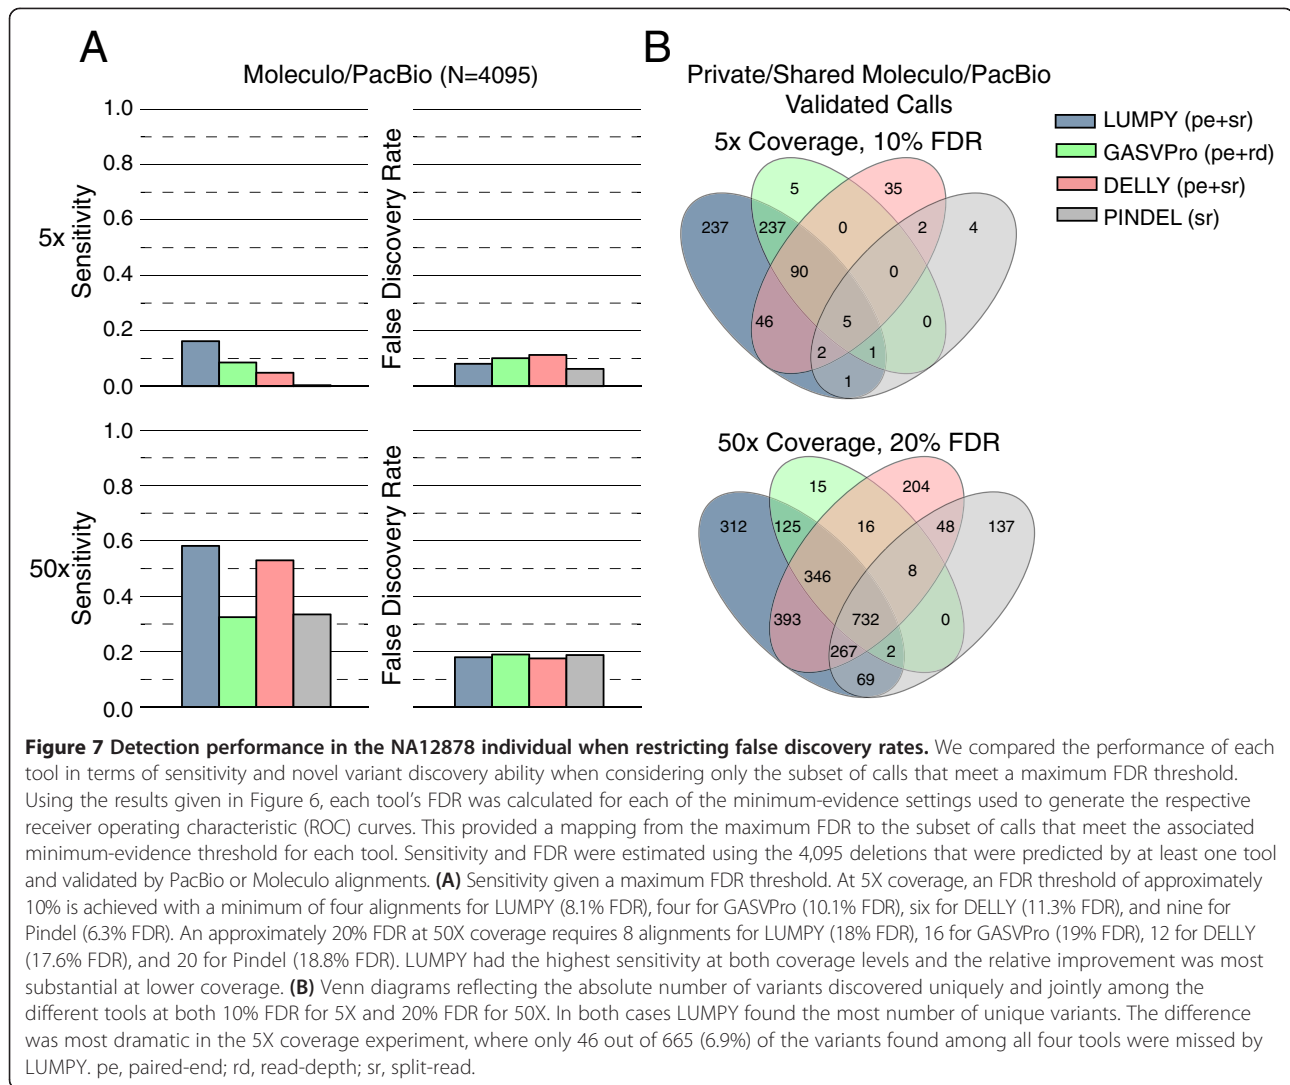 A
Moleculo/PacBio (N=4095)
1.0
0.8
0.6
0.4
0.2
0.0
5x
Sensitivity
False Discovery Rate
1.0
0.8
0.6
0.4
0.2
0.0
50x
Sensitivity
False Discovery Rate
B
Private/Shared Moleculo/PacBio
Validated Calls
5x Coverage, 10% FDR
5
35
237
237
0
2
4
90
0
46
5
0
2
1
1
50x Coverage, 20% FDR
15
204
312
125
16
48
137
346
8
393
732
0
267
2
69
LUMPY (pe+sr)
GASVPro (pe+rd)
DELLY (pe+sr)
PINDEL (sr)
Figure 7 Detection performance in the NA12878 individual when restricting false discovery rates. We compared the performance of each
tool in terms of sensitivity and novel variant discovery ability when considering only the subset of calls that meet a maximum FDR threshold.
Using the results given in Figure 6, each tool's FDR was calculated for each of the minimum-evidence settings used to generate the respective
receiver operating characteristic (ROC) curves. This provided a mapping from the maximum FDR to the subset of calls that meet the associated
minimum-evidence threshold for each tool. Sensitivity and FDR were estimated using the 4,095 deletions that were predicted by at least one tool
and validated by PacBio or Moleculo alignments. (A) Sensitivity given a maximum FDR threshold. At 5X coverage, an FDR threshold of approximately
10% is achieved with a minimum of four alignments for LUMPY (8.1% FDR), four for GASVPro (10.1% FDR), six for DELLY (11.3% FDR), and nine for
Pindel (6.3% FDR). An approximately 20% FDR at 50X coverage requires 8 alignments for LUMPY (18% FDR), 16 for GASVPro (19% FDR), 12 for DELLY
(17.6% FDR), and 20 for Pindel (18.8% FDR). LUMPY had the highest sensitivity at both coverage levels and the relative improvement was most
substantial at lower coverage. (B) Venn diagrams reflecting the absolute number of variants discovered uniquely and jointly among the
different tools at both 10% FDR for 5X and 20% FDR for 50X. In both cases LUMPY found the most number of unique variants. The difference
was most dramatic in the 5X coverage experiment, where only 46 out of 665 (6.9%) of the variants found among all four tools were missed by
LUMPY. pe, paired-end; rd, read-depth; sr, split-read.